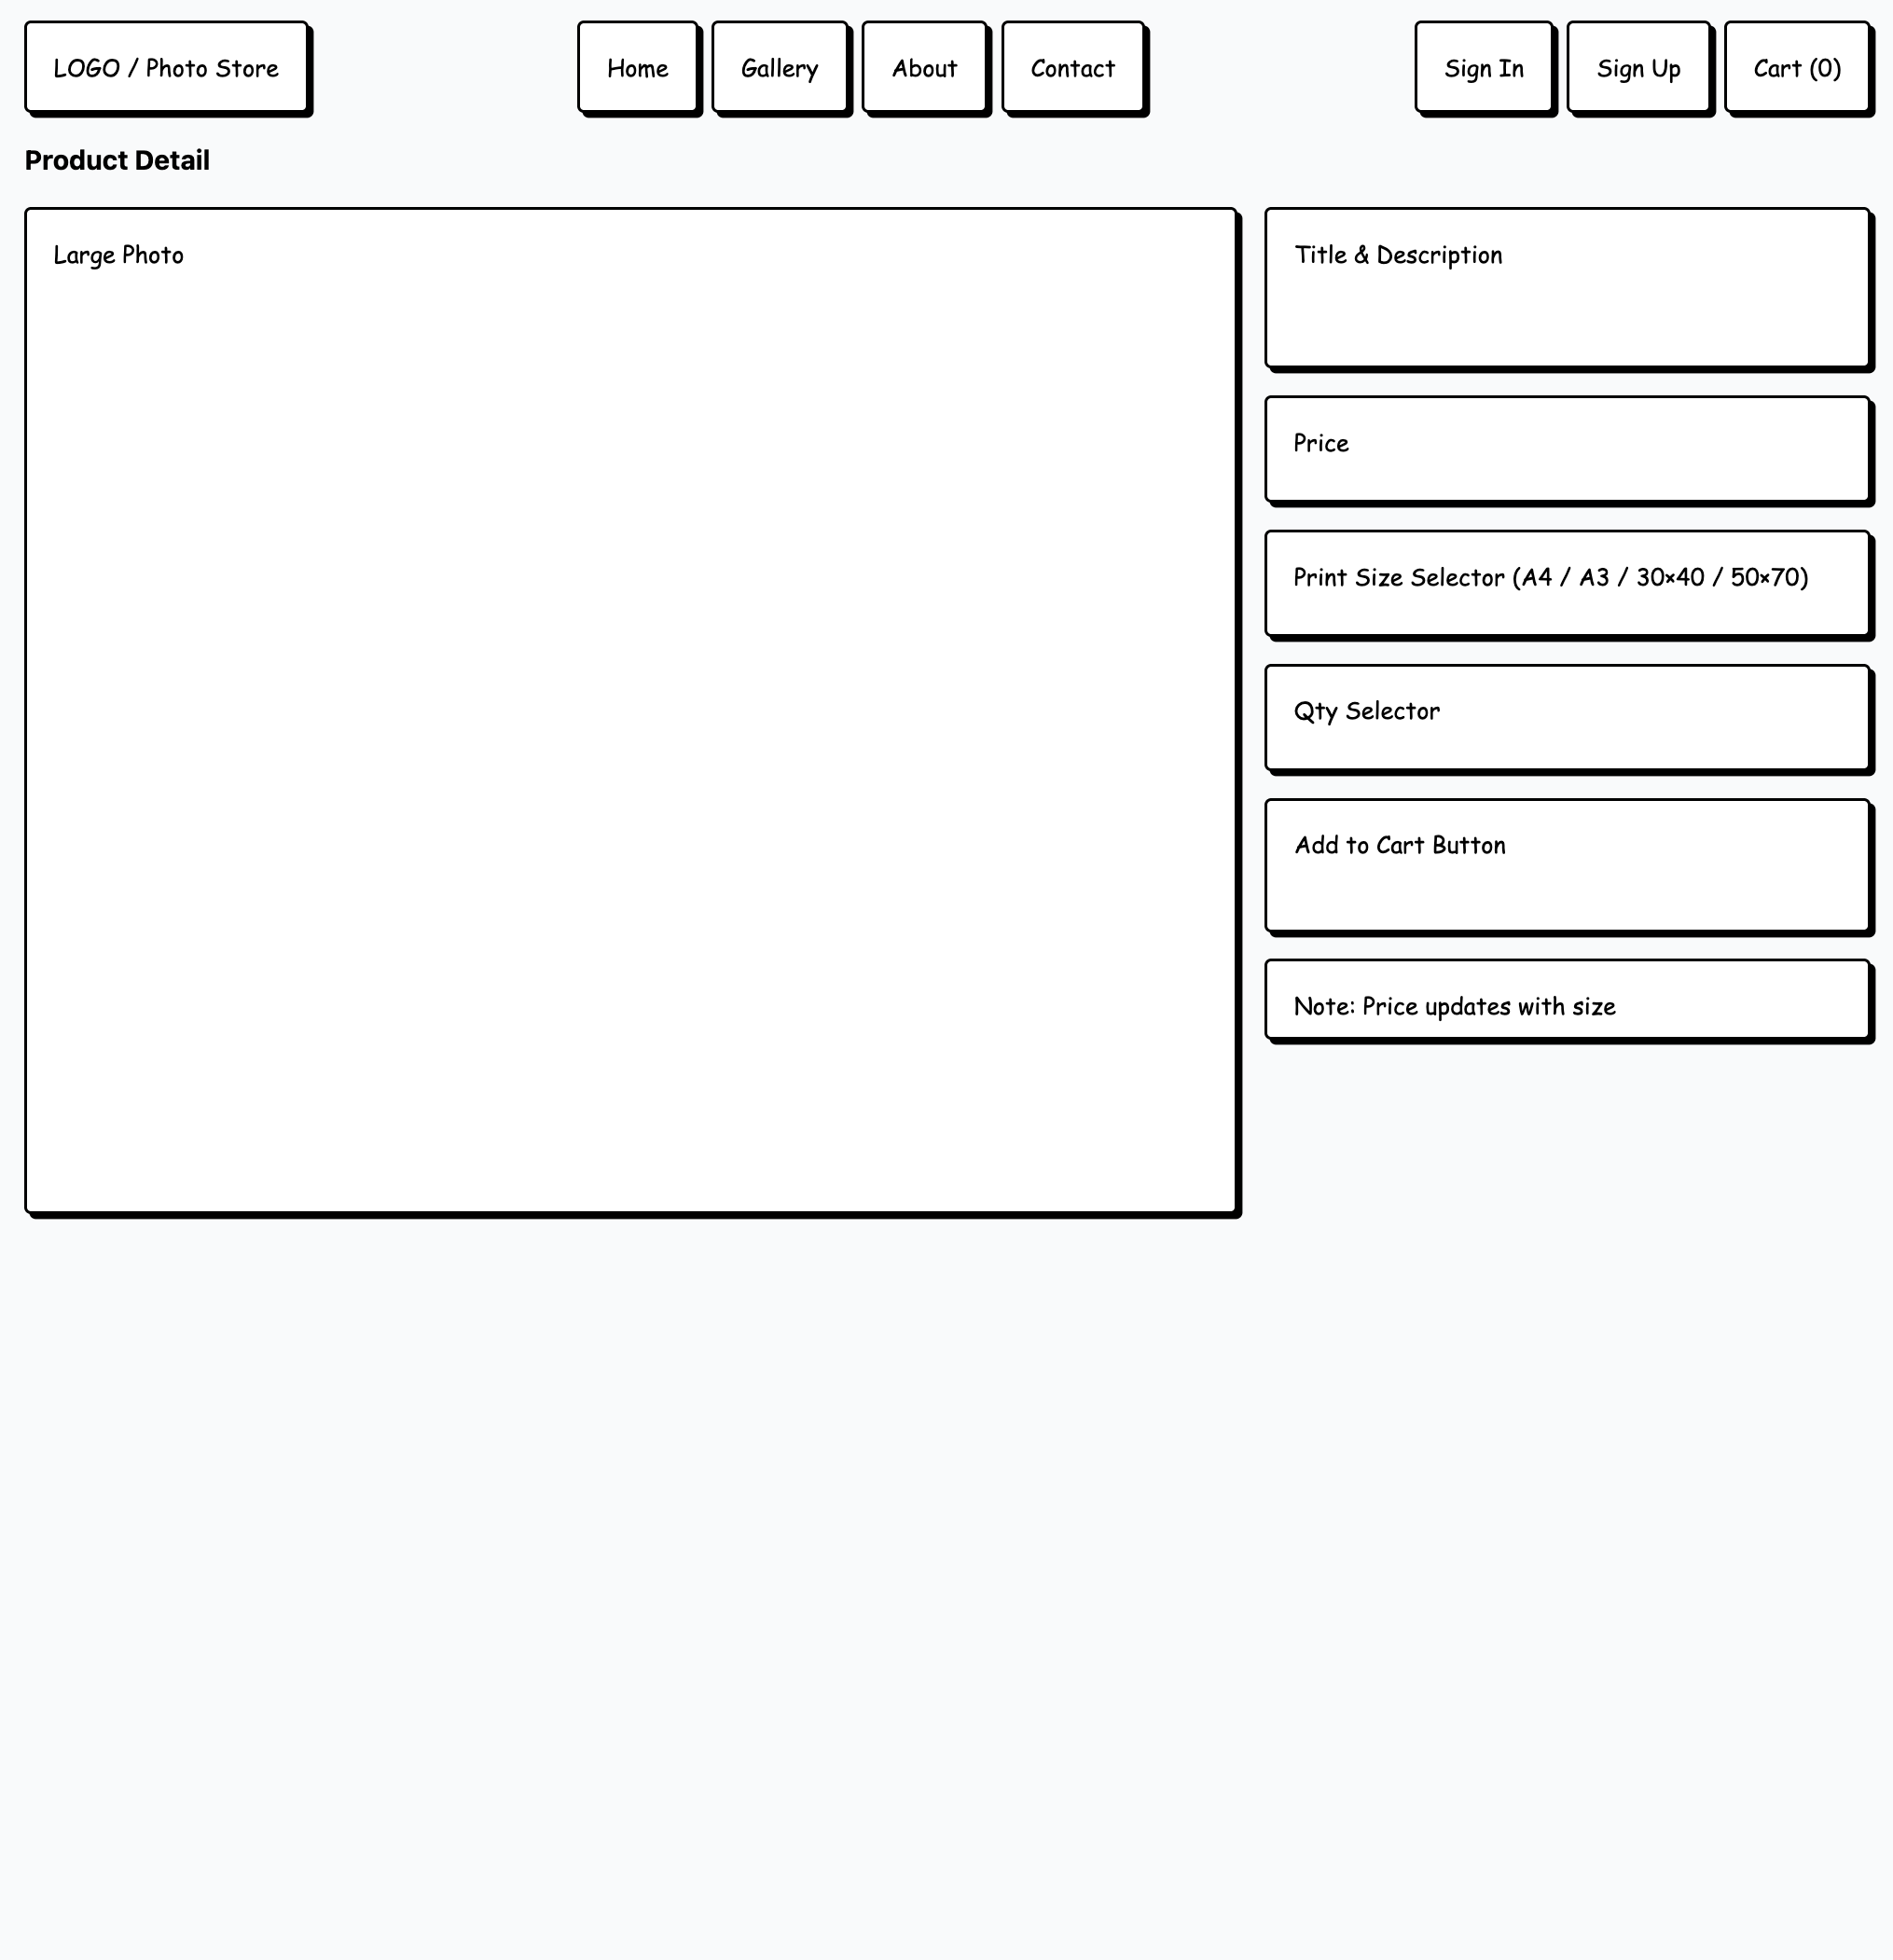 LOGO / Photo Store
Home
Gallery
About
Contact
Sign In
Sign Up
Cart (0)
Product Detail
Large Photo
Title & Description
Price
Print Size Selector (A4 / A3 / 30×40 / 50×70)
Qty Selector
Add to Cart Button
Note: Price updates with size